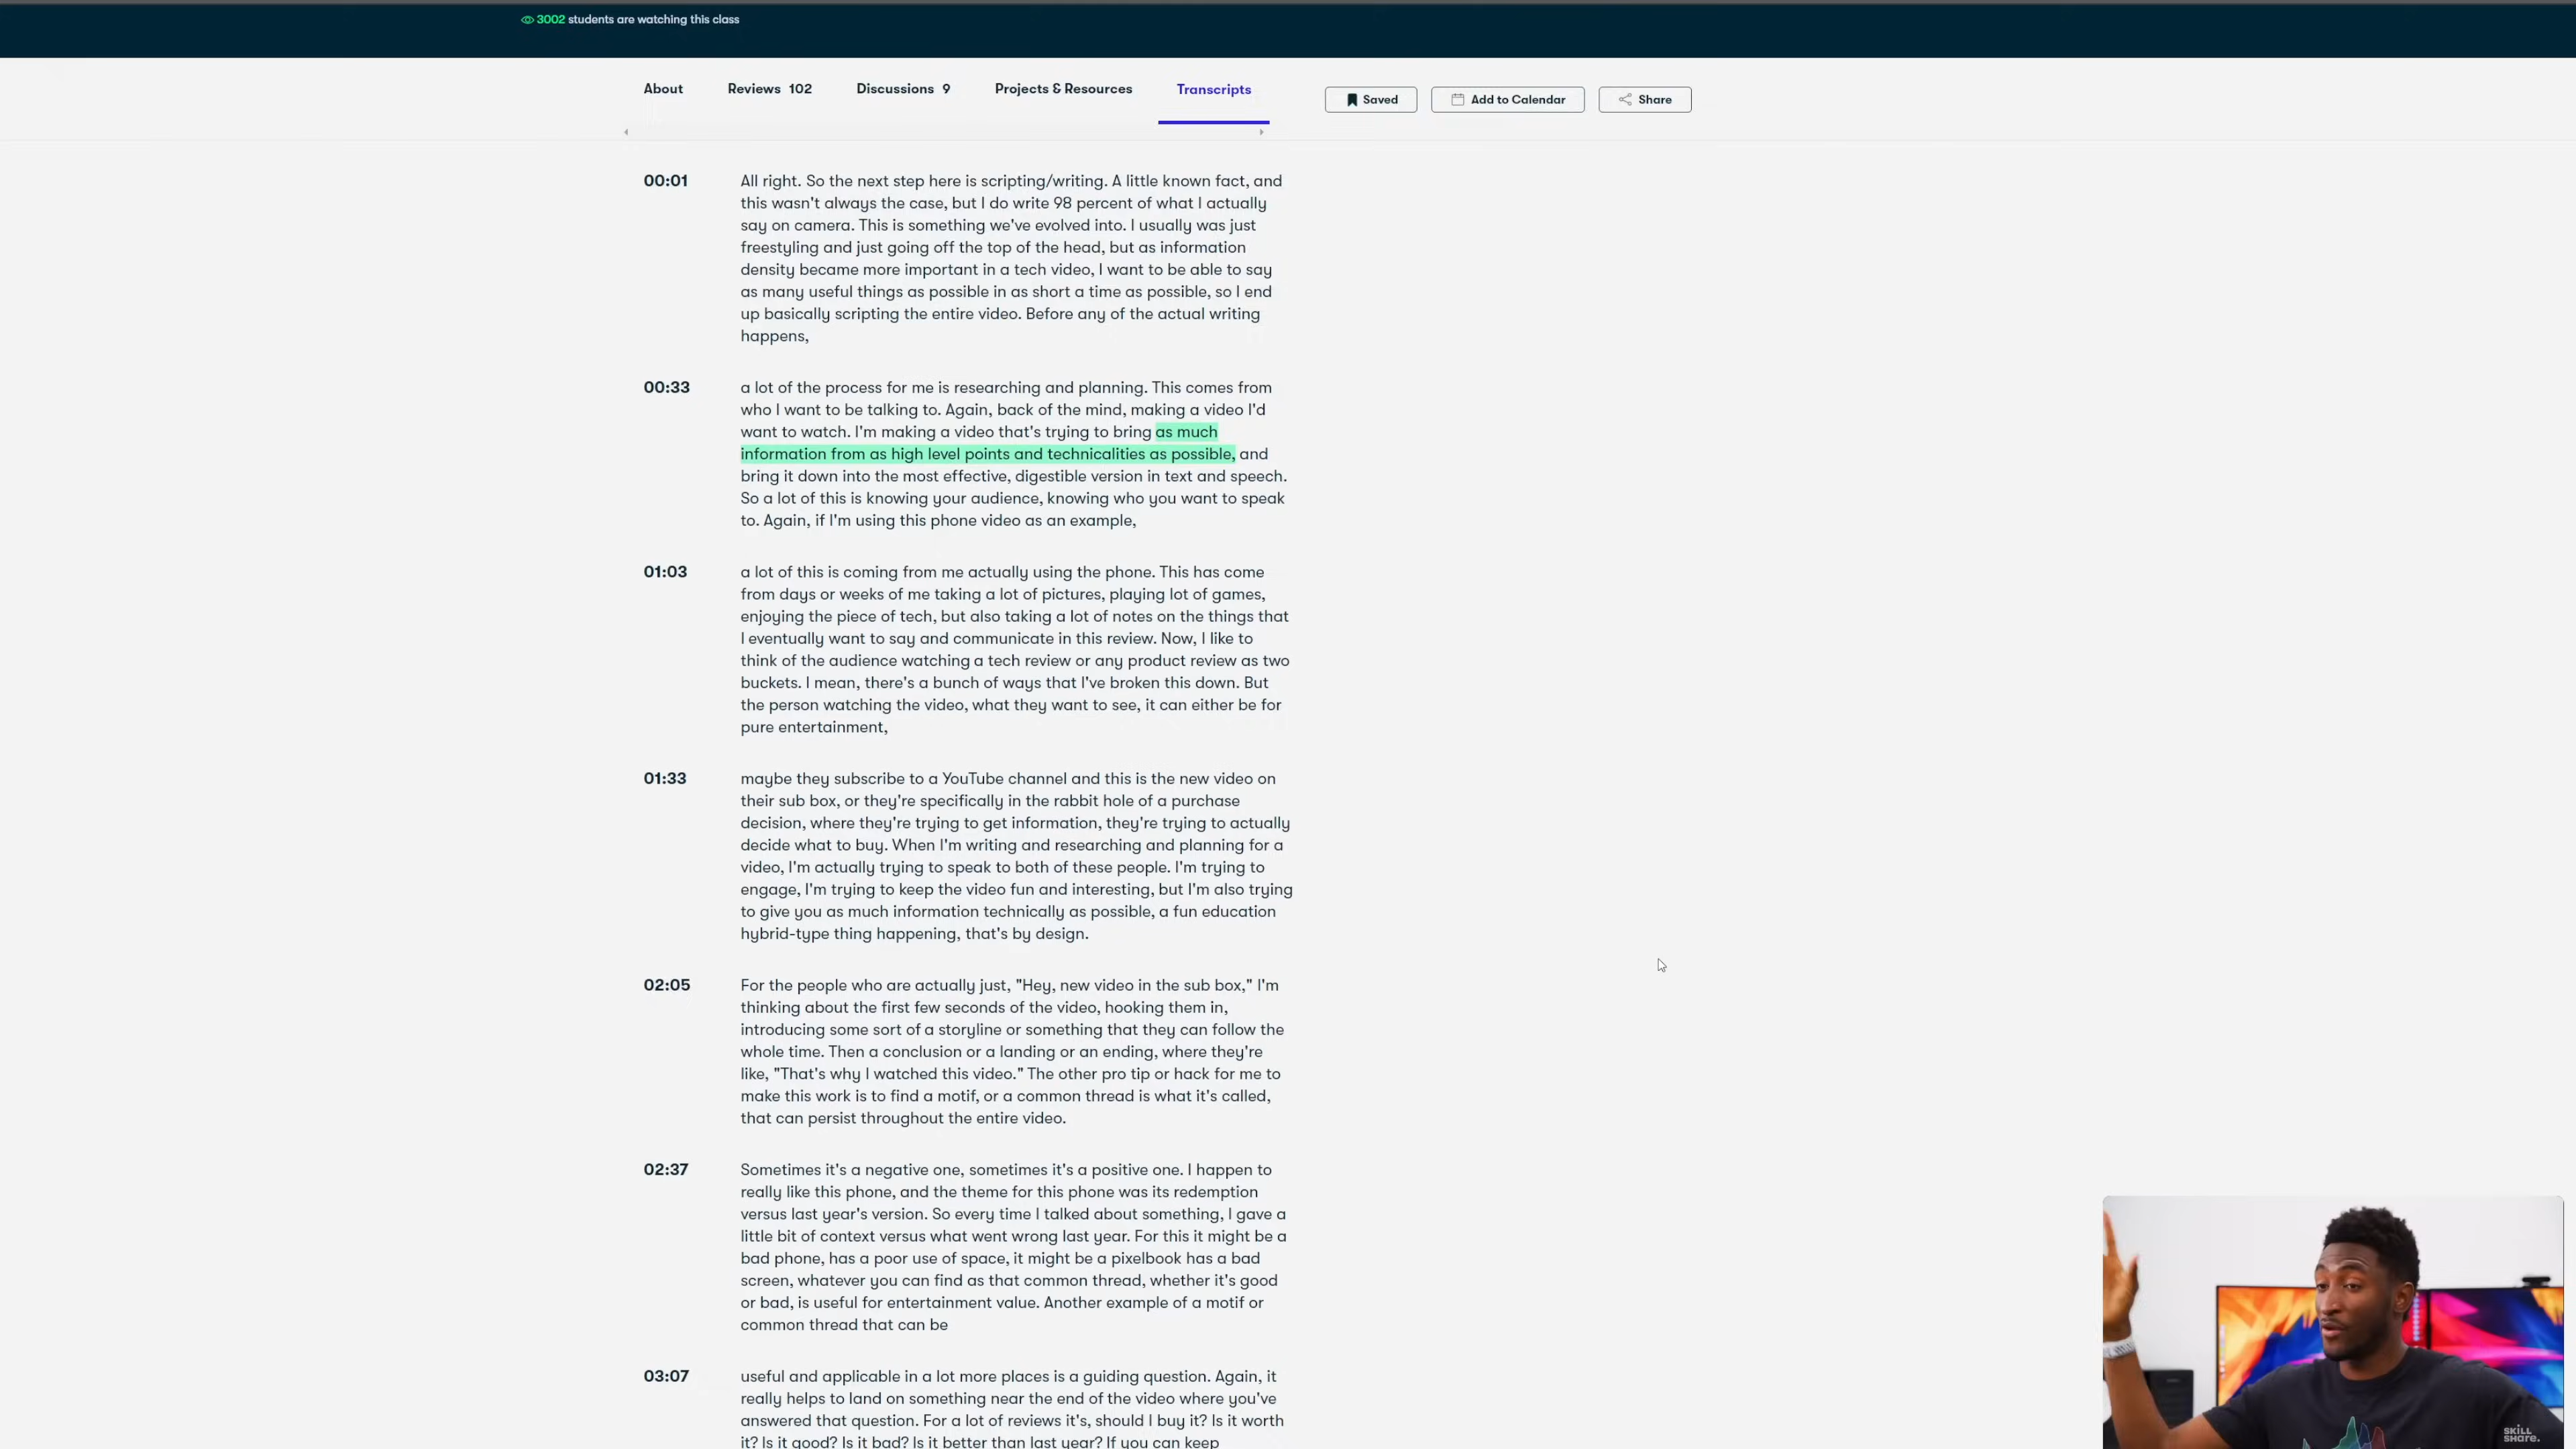 3002 students are watching this class
About Reviews 102 Discussions 9 Projects & Resources Transcripts Saved Add to Calendar Share
00:01 All right. So the next step here is scripting/writing. A little known fact, and
this wasn't always the case, but I do write 98 percent of what I actually
say on camera. This is something we've evolved into. I usually was just
freestyling and just going off the top of the head, but as information
density became more important in a tech video, I want to be able to say
as many useful things as possible in as short a time as possible, so I end
up basically scripting the entire video. Before any of the actual writing
happens,
00:33 a lot of the process for me is researching and planning. This comes from
who I want to be talking to. Again, back of the mind, making a video I'd
want to watch. I'm making a video that's trying to bring as much
information from as high level points and technicalities as possible, and
bring it down into the most effective, digestible version in text and speech.
So a lot of this is knowing your audience, knowing who you want to speak
to. Again, if I'm using this phone video as an example,
01:03 a lot of this is coming from me actually using the phone. This has come
from days or weeks of me taking a lot of pictures, playing lot of games,
enjoying the piece of tech, but also taking a lot of notes on the things that
I eventually want to say and communicate in this review. Now, I like to
think of the audience watching a tech review or any product review as two
buckets. I mean, there's a bunch of ways that I've broken this down. But
the person watching the video, what they want to see, it can either be for
pure entertainment,
01:33 maybe they subscribe to a YouTube channel and this is the new video on
their sub box, or they're specifically in the rabbit hole of a purchase
decision, where they're trying to get information, they're trying to actually
decide what to buy. When I'm writing and researching and planning for a
video, I'm actually trying to speak to both of these people. I'm trying to
engage, I'm trying to keep the video fun and interesting, but I'm also trying
to give you as much information technically as possible, a fun education
hybrid-type thing happening, that's by design.
02:05 For the people who are actually just, "Hey, new video in the sub box," I'm
thinking about the first few seconds of the video, hooking them in,
introducing some sort of a storyline or something that they can follow the
whole time. Then a conclusion or a landing or an ending, where they're
like, "That's why I watched this video." The other pro tip or hack for me to
make this work is to find a motif, or a common thread is what it's called,
that can persist throughout the entire video.
02:37 Sometimes it's a negative one, sometimes it's a positive one. I happen to
really like this phone, and the theme for this phone was its redemption
versus last year's version. So every time I talked about something, I gave a
little bit of context versus what went wrong last year. For this it might be a
bad phone, has a poor use of space, it might be a pixelbook has a bad
screen, whatever you can find as that common thread, whether it's good
or bad, is useful for entertainment value. Another example of a motif or
common thread that can be
03:07 useful and applicable in a lot more places is a guiding question. Again, it
really helps to land on something near the end of the video where you've
answered that question. For a lot of reviews it's, should I buy it? Is it worth
it? Is it good? Is it bad? Is it better than last year? If you can keep
SKILL
SHARE.